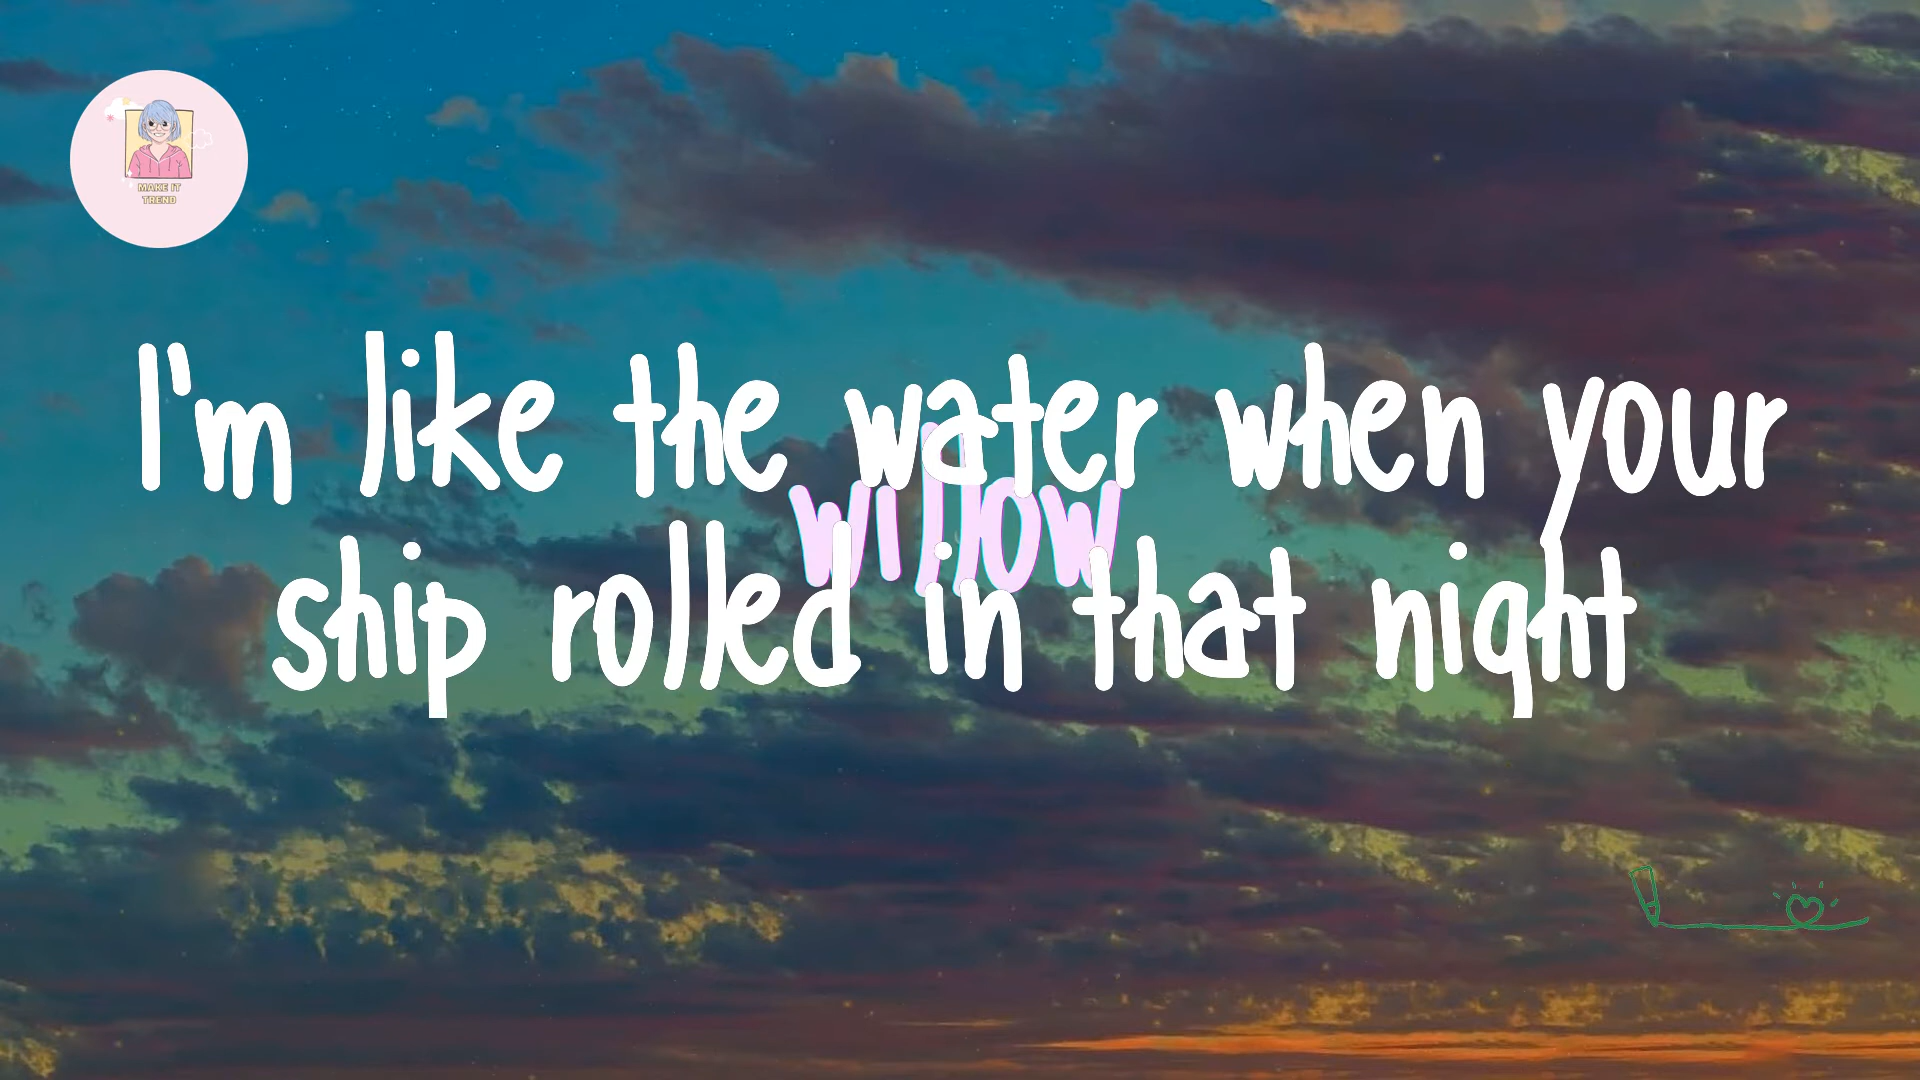 MAKE IT
TREND
I'm like the water when your
willow
ship rolled in that night